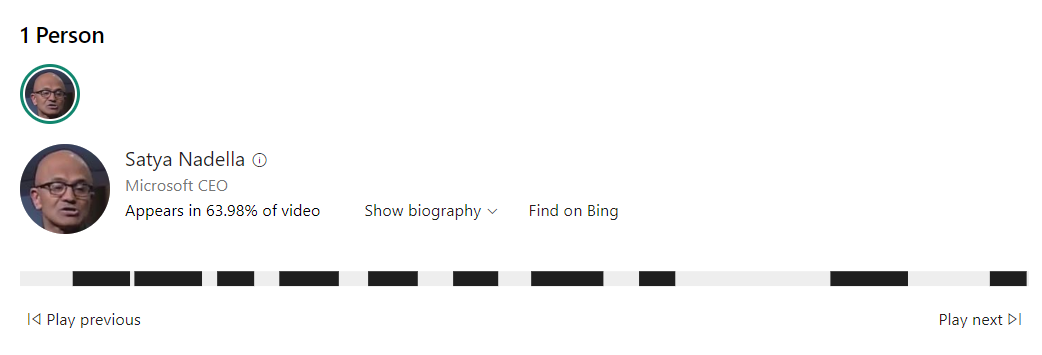 1 Person
Satya Nadella
Microsoft CEO
Appears in 63.98% of video Show biography Find on Bing
Play previous Play next